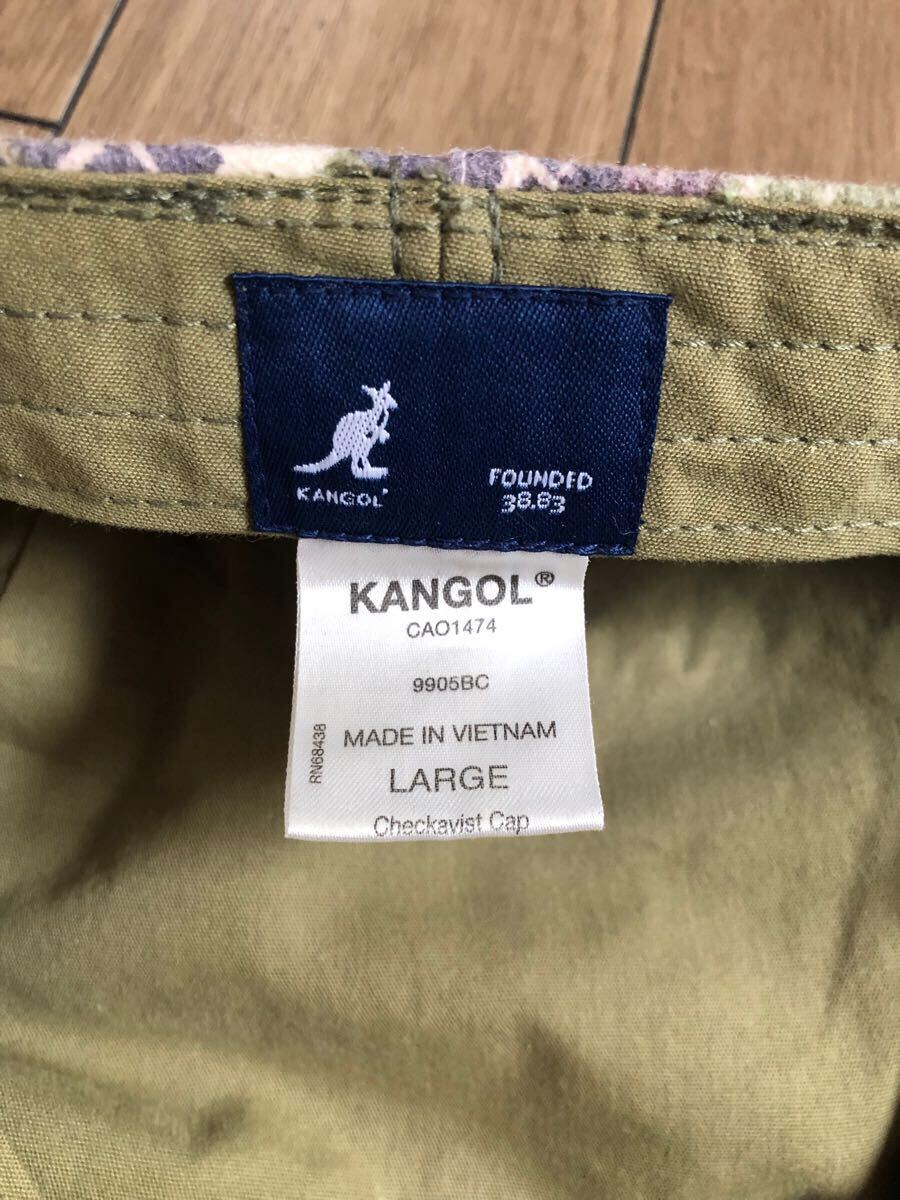 KANGOL
FOUNDED
38.83
KANGOL®
CAO1474
9905BC
RN68438
MADE IN VIETNAM
LARGE
Checkavist Cap